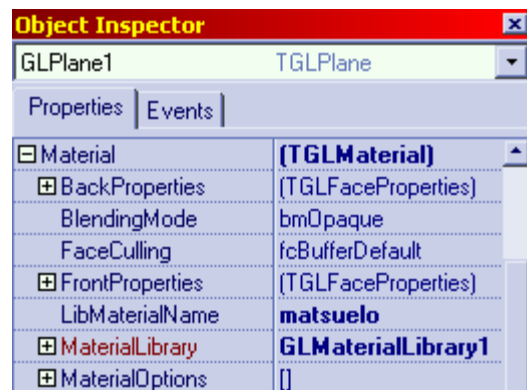 Object Inspector
GLPlane1 TGLPlane
Properties Events
Material (TGLMaterial)
BackProperties (TGLFaceProperties)
BlendingMode bmOpaque
FaceCulling fcBufferDefault
FrontProperties (TGLFaceProperties)
LibMaterialName matsuelo
MaterialLibrary GLMaterialLibrary1
MaterialOptions []